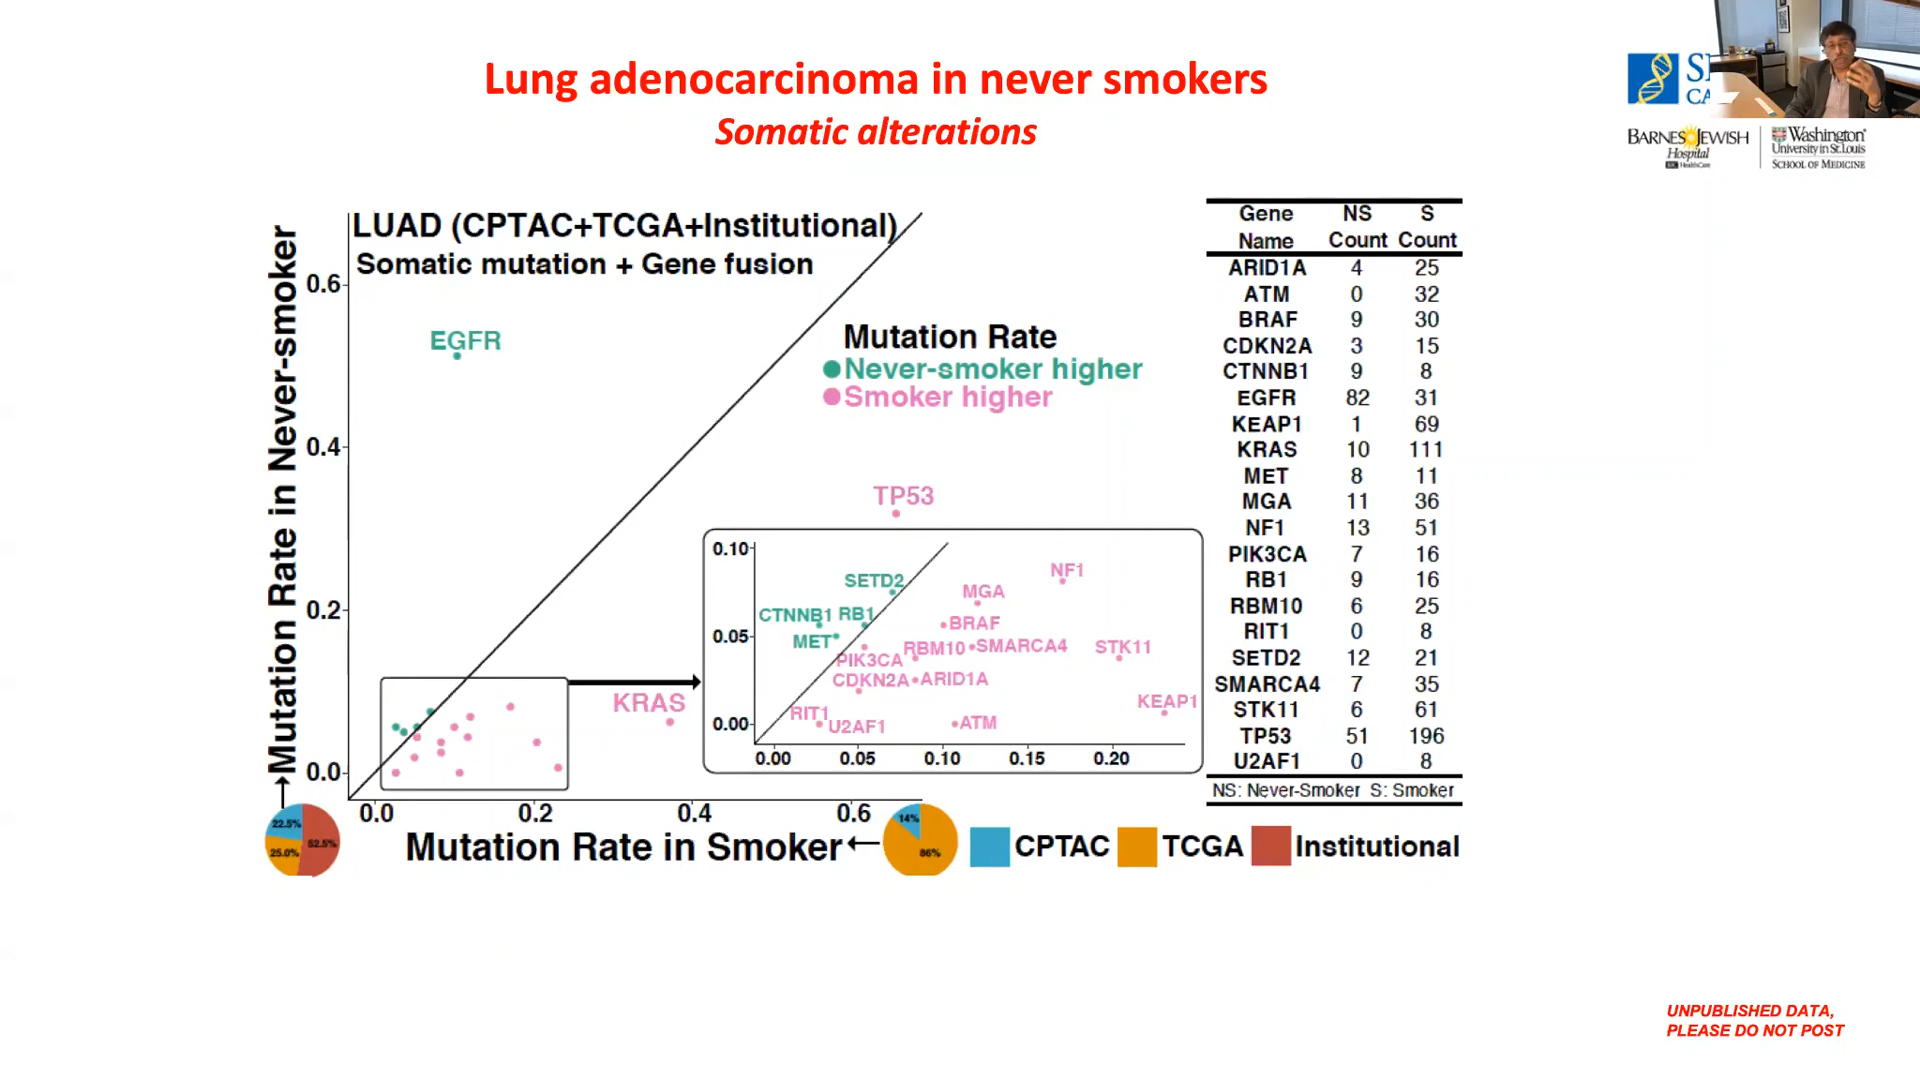 Lung adenocarcinoma in never smokers
Somatic alterations
BARNES JEWISH
Hospital
BJC HealthCare
Washington
University in St. Louis
SCHOOL OF MEDICINE
LUAD (CPTAC+TCGA+Institutional)
Somatic mutation + Gene fusion
Mutation Rate in Never-smoker
0.6
0.4
0.2
0.0
EGFR
TP53
KRAS
Mutation Rate
Never-smoker higher
Smoker higher
0.10
0.05
0.00
SETD2
NF1
MGA
CTNNB1 RB1
BRAF
MET
RBM10 SMARCA4 STK11
PIK3CA
CDKN2A ARID1A
KEAP1
RIT1
U2AF1 ATM
0.00 0.05 0.10 0.15 0.20
0.0 0.2 0.4 0.6
Mutation Rate in Smoker
22.5%
25.0% 52.5%
14%
86%
CPTAC TCGA Institutional
Gene Name NS Count S Count
ARID1A 4 25
ATM 0 32
BRAF 9 30
CDKN2A 3 15
CTNNB1 9 8
EGFR 82 31
KEAP1 1 69
KRAS 10 111
MET 8 11
MGA 11 36
NF1 13 51
PIK3CA 7 16
RB1 9 16
RBM10 6 25
RIT1 0 8
SETD2 12 21
SMARCA4 7 35
STK11 6 61
TP53 51 196
U2AF1 0 8
NS: Never-Smoker S: Smoker
UNPUBLISHED DATA,
PLEASE DO NOT POST